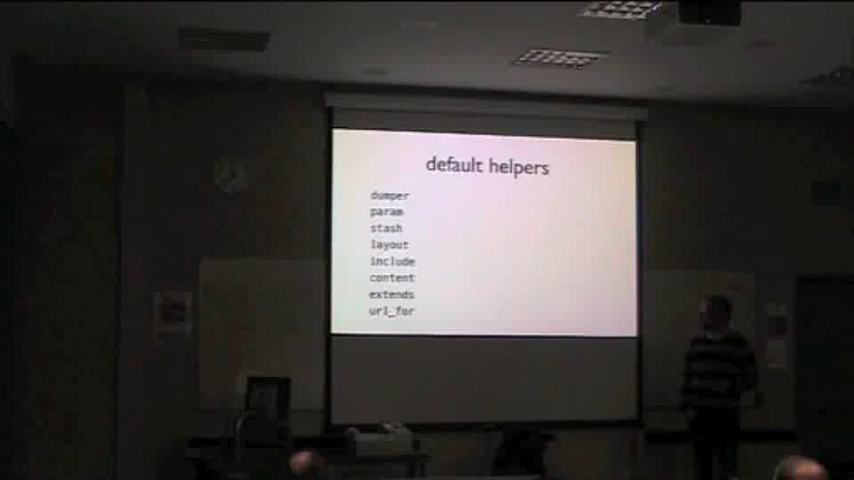 default helpers
dumper
param
stash
layout
include
content
extends
url_for